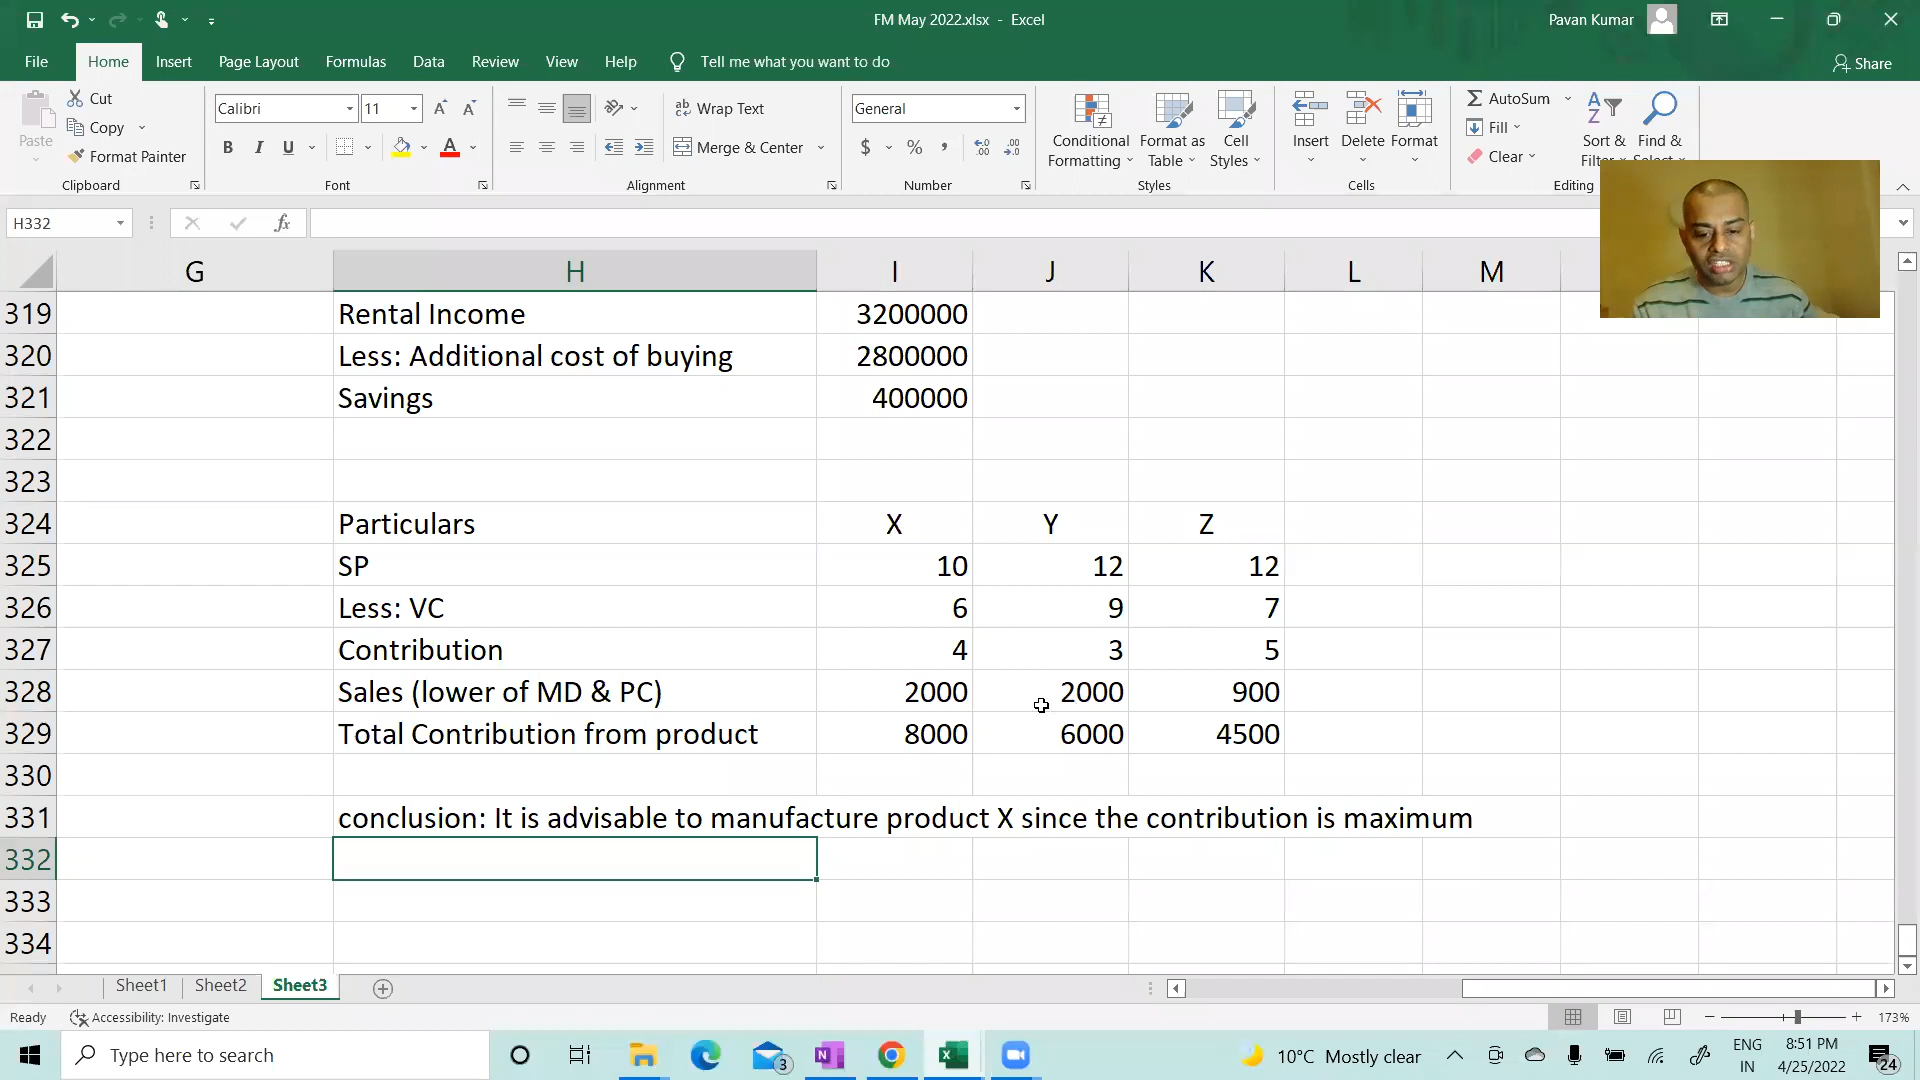 FM May 2022.xlsx - Excel
Pavan Kumar
File Home Insert Page Layout Formulas Data Review View Help Tell me what you want to do
Share
Paste
Cut
Copy
Format Painter
Clipboard
Calibri 11
B I U
Font
Wrap Text
Merge & Center
Alignment
General
$ % ,
Number
Conditional Formatting
Format as Table
Cell Styles
Styles
Insert Delete Format
Cells
AutoSum
Fill
Clear
Sort &
Find &
Editing
H332
fx
G H I J K L M
319 Rental Income 3200000
320 Less: Additional cost of buying 2800000
321 Savings 400000
322
323
324 Particulars X Y Z
325 SP 10 12 12
326 Less: VC 6 9 7
327 Contribution 4 3 5
328 Sales (lower of MD & PC) 2000 2000 900
329 Total Contribution from product 8000 6000 4500
330
331 conclusion: It is advisable to manufacture product X since the contribution is maximum
332
333
334
Sheet1 Sheet2 Sheet3
Ready Accessibility: Investigate
173%
Type here to search
3
10°C Mostly clear
ENG
IN
8:51 PM
4/25/2022
24